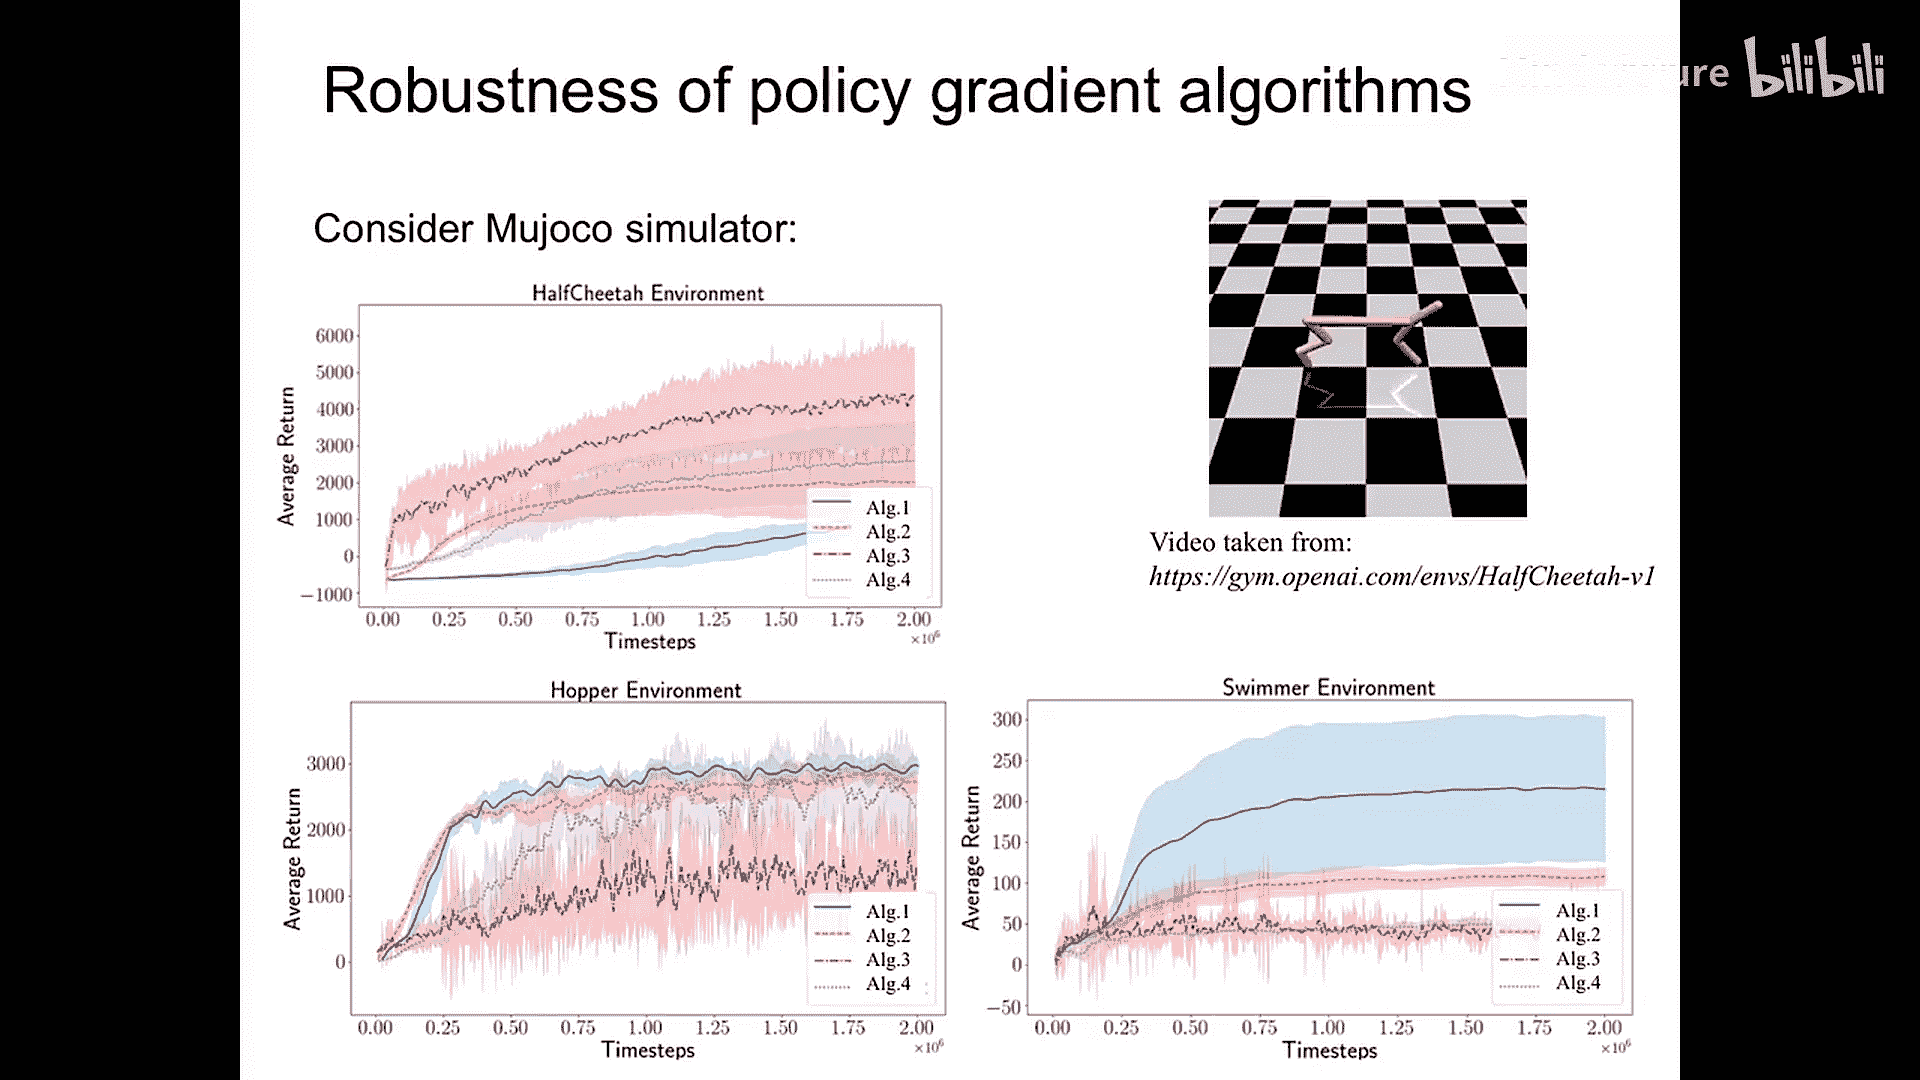 Robustness of policy gradient algorithms
bilibili
Consider Mujoco simulator:
HalfCheetah Environment
Average Return
6000
5000
4000
3000
2000
1000
0
−1000
Alg.1
Alg.2
Alg.3
Alg.4
0.00 0.25 0.50 0.75 1.00 1.25 1.50 1.75 2.00
×10⁶
Timesteps
Video taken from:
https://gym.openai.com/envs/HalfCheetah-v1
Hopper Environment
Average Return
3000
2000
1000
0
Alg.1
Alg.2
Alg.3
Alg.4
0.00 0.25 0.50 0.75 1.00 1.25 1.50 1.75 2.00
×10⁶
Timesteps
Swimmer Environment
Average Return
300
250
200
150
100
50
0
−50
Alg.1
Alg.2
Alg.3
Alg.4
0.00 0.25 0.50 0.75 1.00 1.25 1.50 1.75 2.00
×10⁶
Timesteps